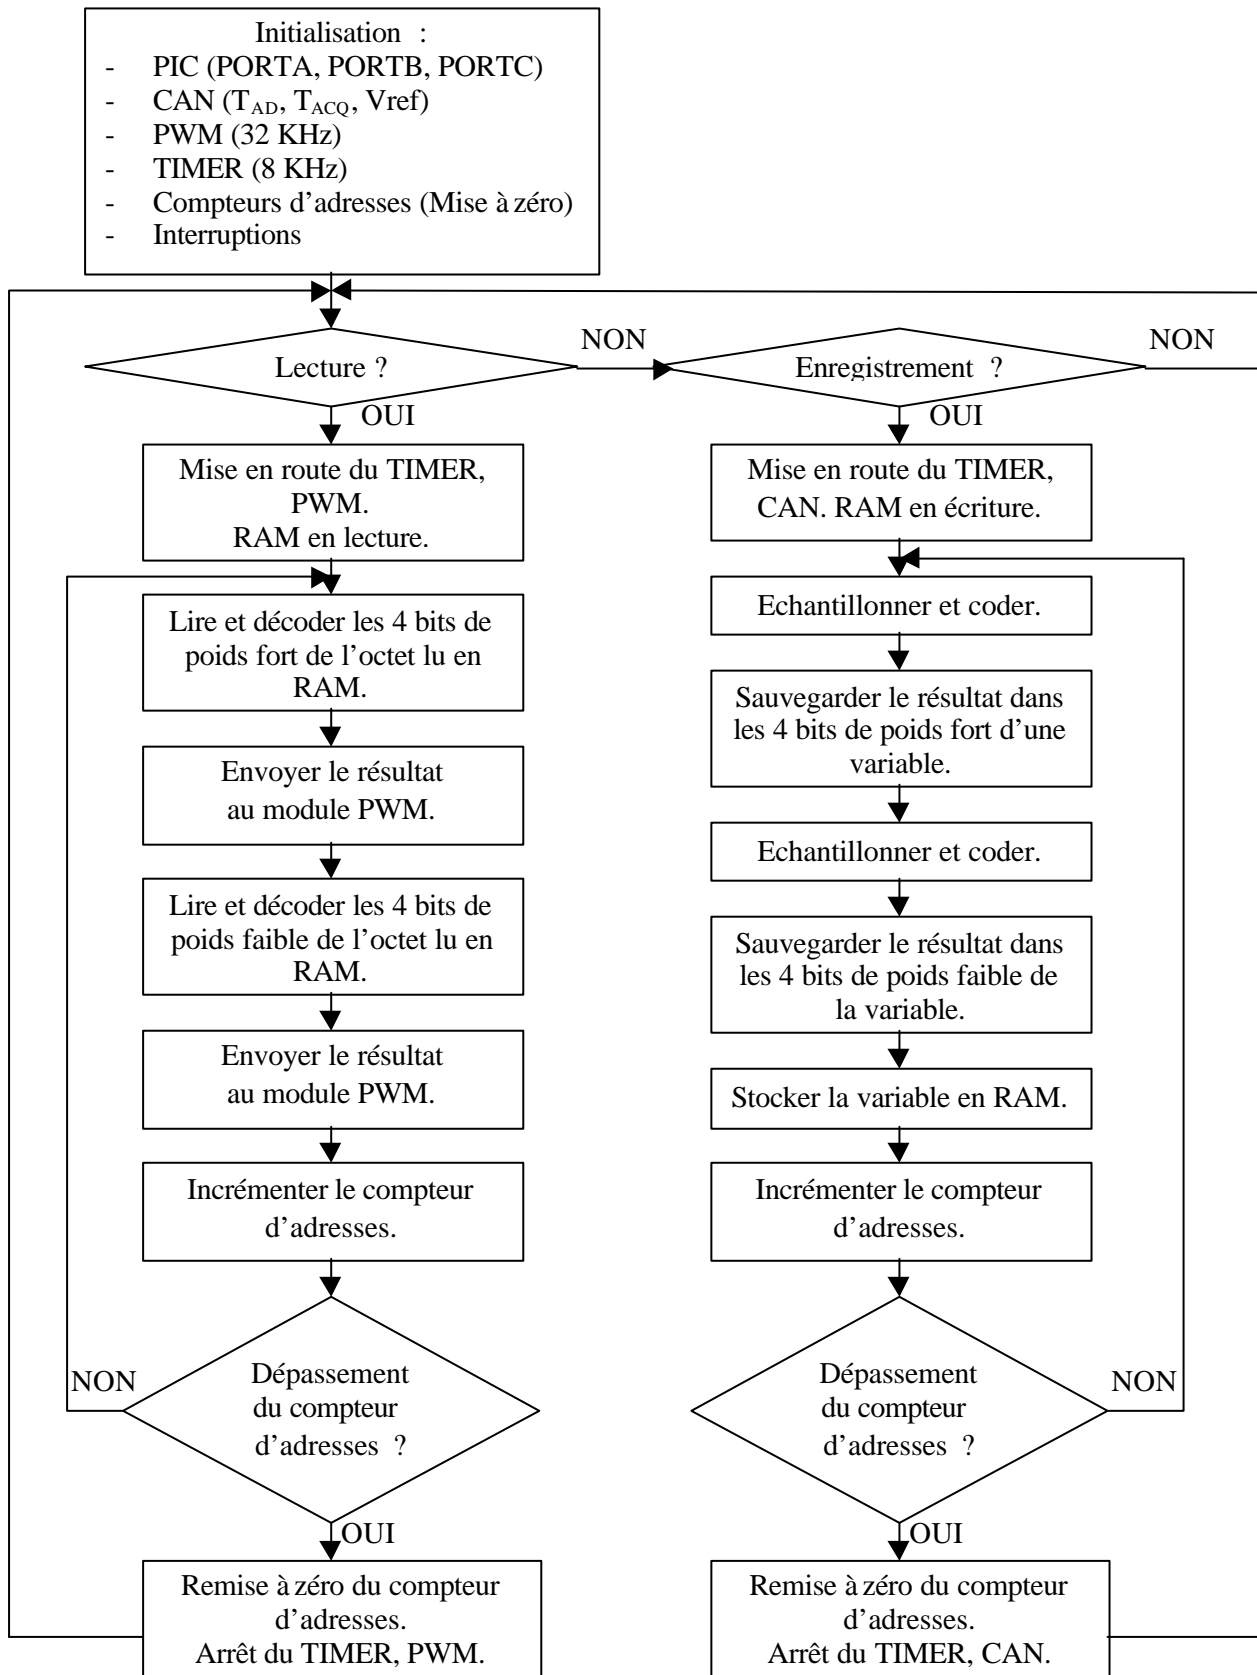 Initialisation :
- PIC (PORTA, PORTB, PORTC)
- CAN (TAD, TACQ, Vref)
- PWM (32 KHz)
- TIMER (8 KHz)
- Compteurs d'adresses (Mise à zéro)
- Interruptions
Lecture ?
NON
Enregistrement ?
NON
OUI
OUI
Mise en route du TIMER,
PWM.
RAM en lecture.
Lire et décoder les 4 bits de
poids fort de l'octet lu en
RAM.
Envoyer le résultat
au module PWM.
Lire et décoder les 4 bits de
poids faible de l'octet lu en
RAM.
Envoyer le résultat
au module PWM.
Incrémenter le compteur
d'adresses.
NON
Dépassement
du compteur
d'adresses ?
OUI
Remise à zéro du compteur
d'adresses.
Arrêt du TIMER, PWM.
Mise en route du TIMER,
CAN. RAM en écriture.
Echantillonner et coder.
Sauvegarder le résultat dans
les 4 bits de poids fort d'une
variable.
Echantillonner et coder.
Sauvegarder le résultat dans
les 4 bits de poids faible de
la variable.
Stocker la variable en RAM.
Incrémenter le compteur
d'adresses.
Dépassement
du compteur
d'adresses ?
NON
OUI
Remise à zéro du compteur
d'adresses.
Arrêt du TIMER, CAN.